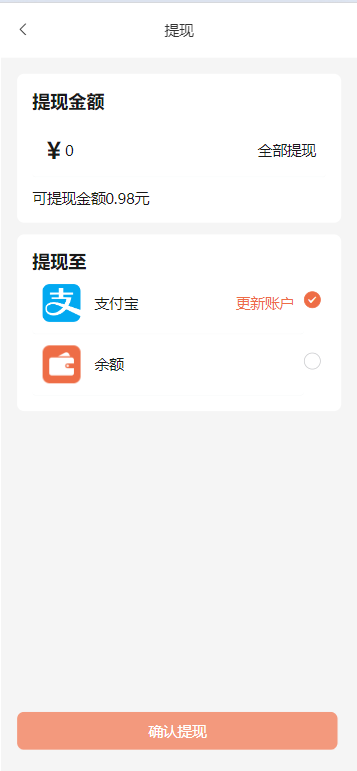 提现
提现金额
¥ 0 全部提现
可提现金额0.98元
提现至
支 支付宝 更新账户
余额
确认提现